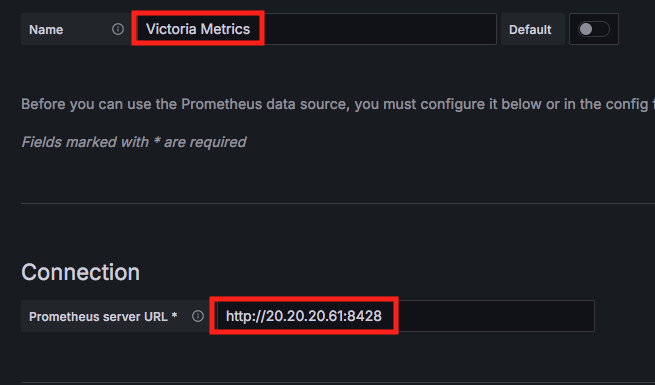 Name Victoria Metrics Default
Before you can use the Prometheus data source, you must configure it below or in the config
Fields marked with * are required
Connection
Prometheus server URL * http://20.20.20.61:8428